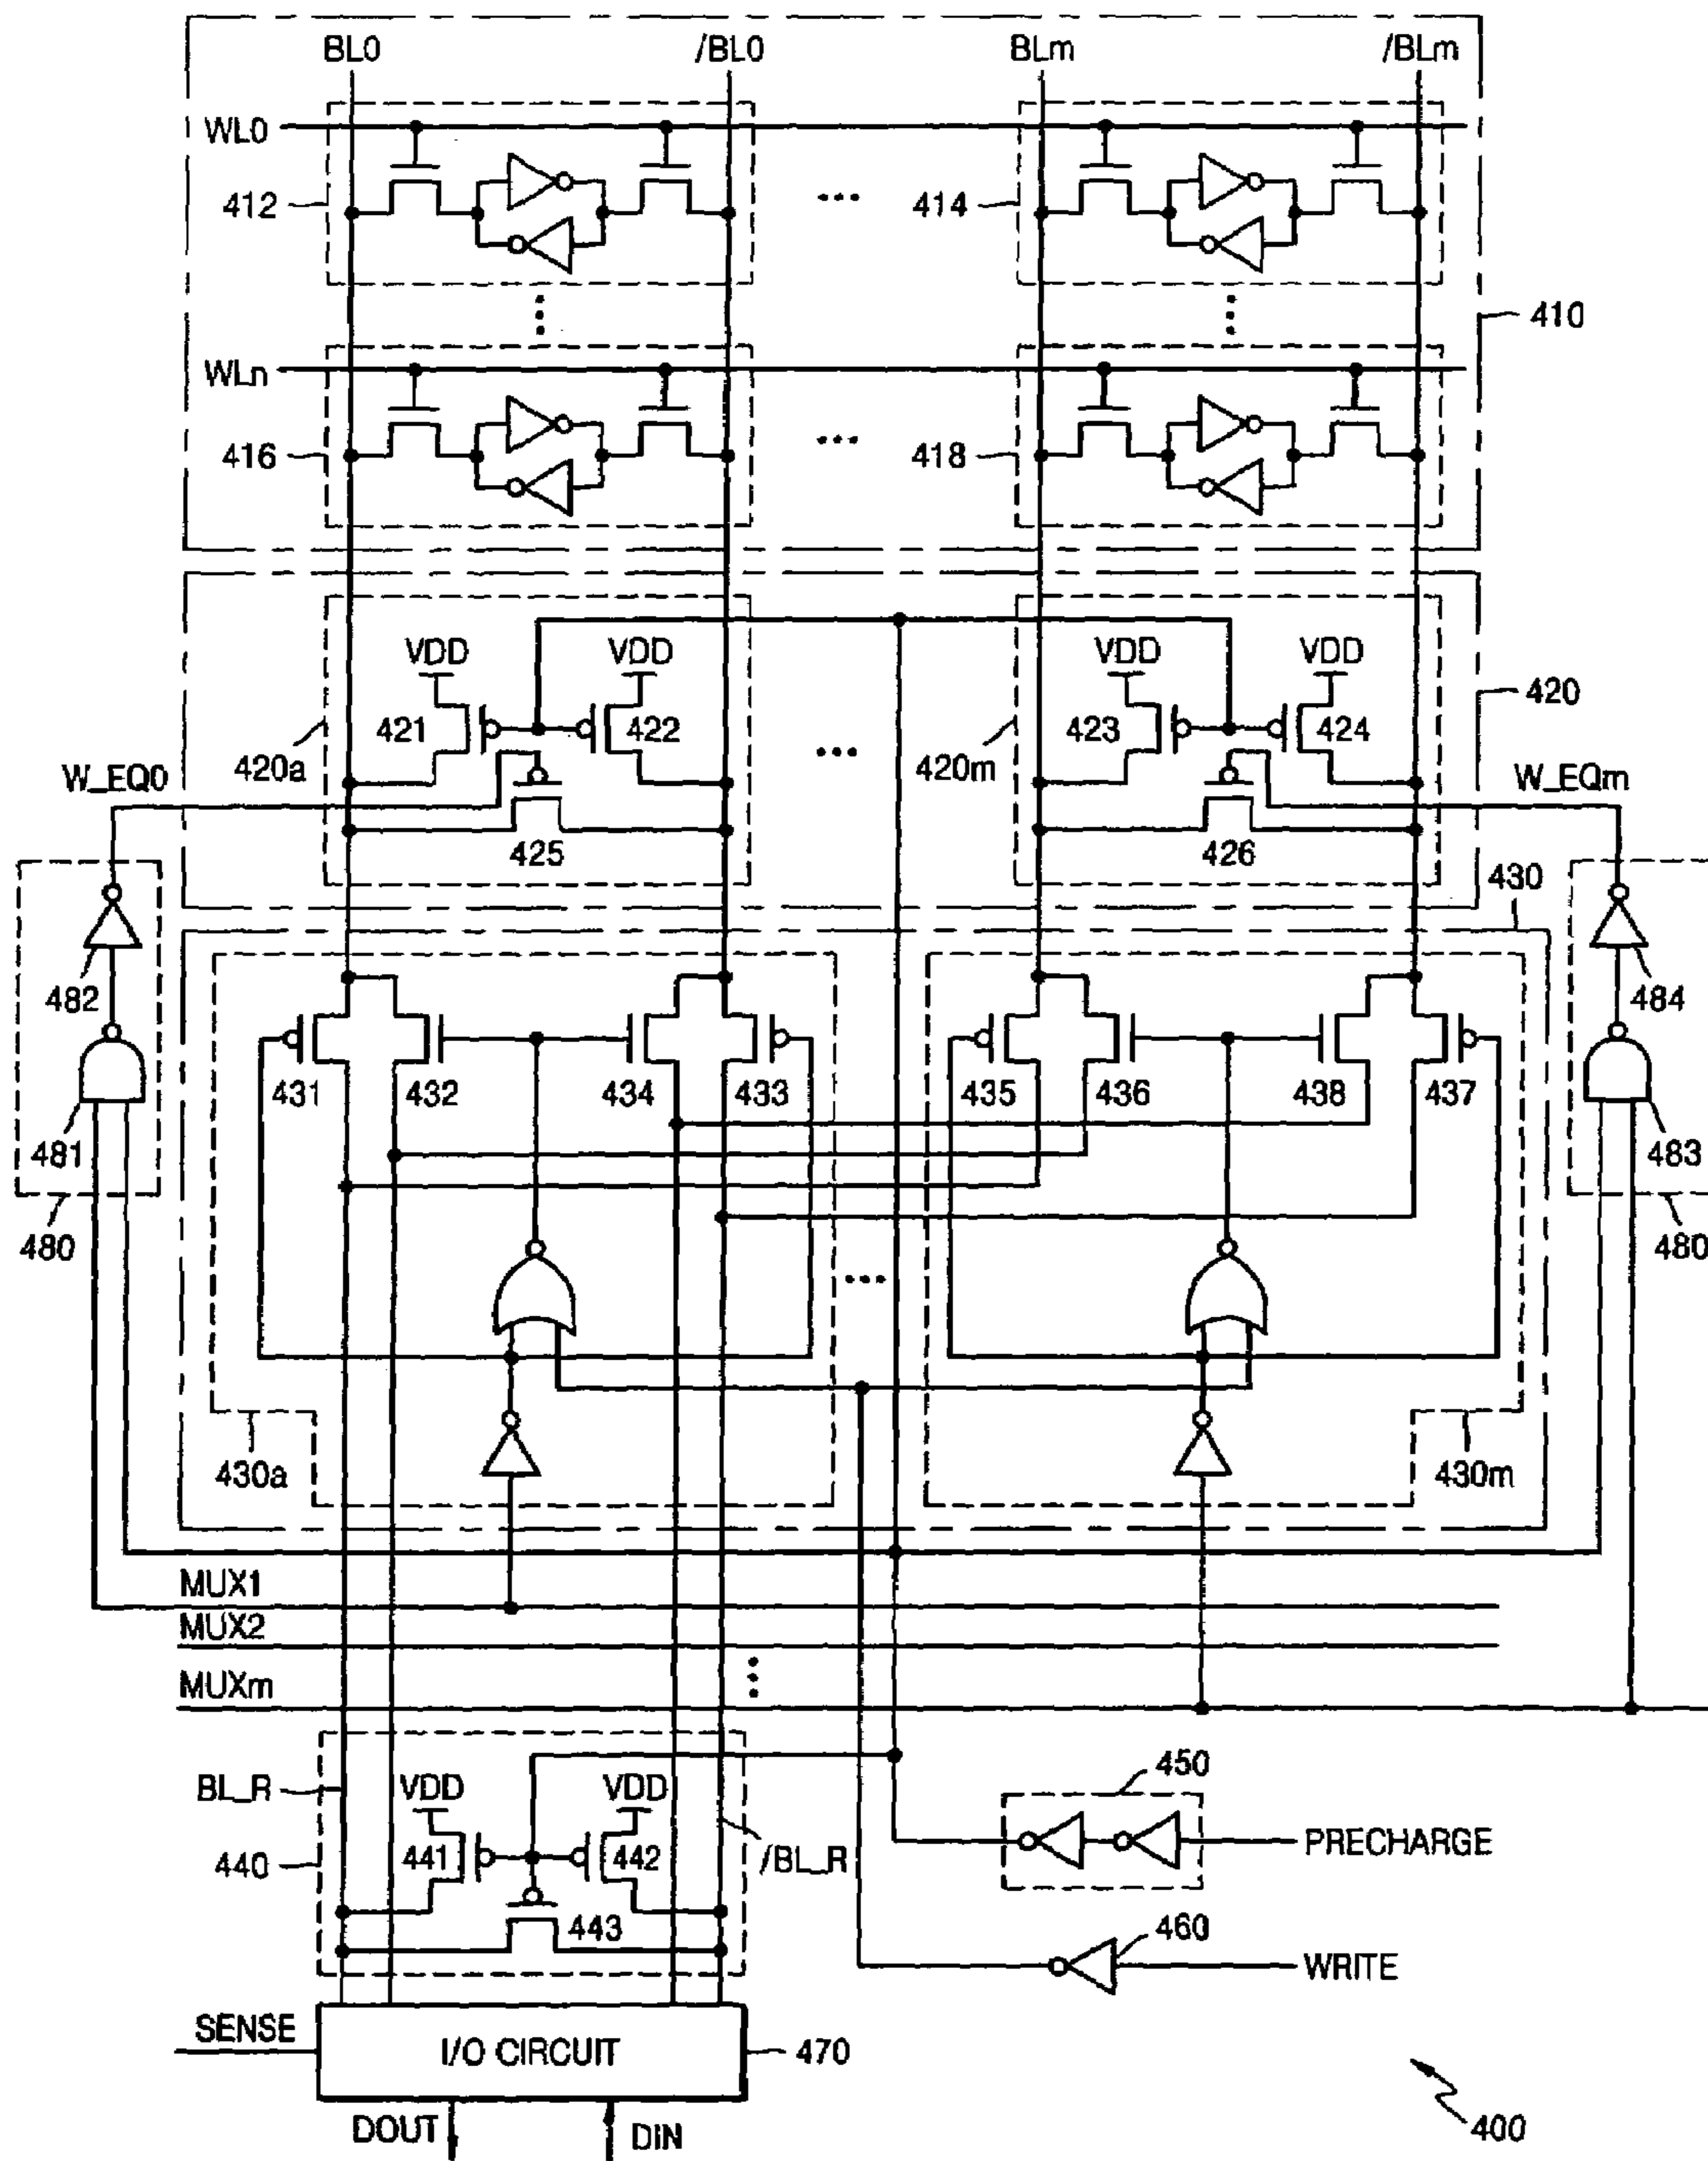 BL0 /BL0 BLm /BLm
WL0
412 414
410
WLn
416 418
VDD VDD VDD VDD
420
421 422 423 424
420a 420m
W_EQ0 W_EQm
425 426
430
482 484
431 432 434 433 435 436 438 437
481 483
480 480
430a 430m
MUX1
MUX2
MUXm
450
BL_R VDD VDD
PRECHARGE
440 441 442 /BL_R
443 460
WRITE
SENSE
I/O CIRCUIT 470
DOUT DIN
400